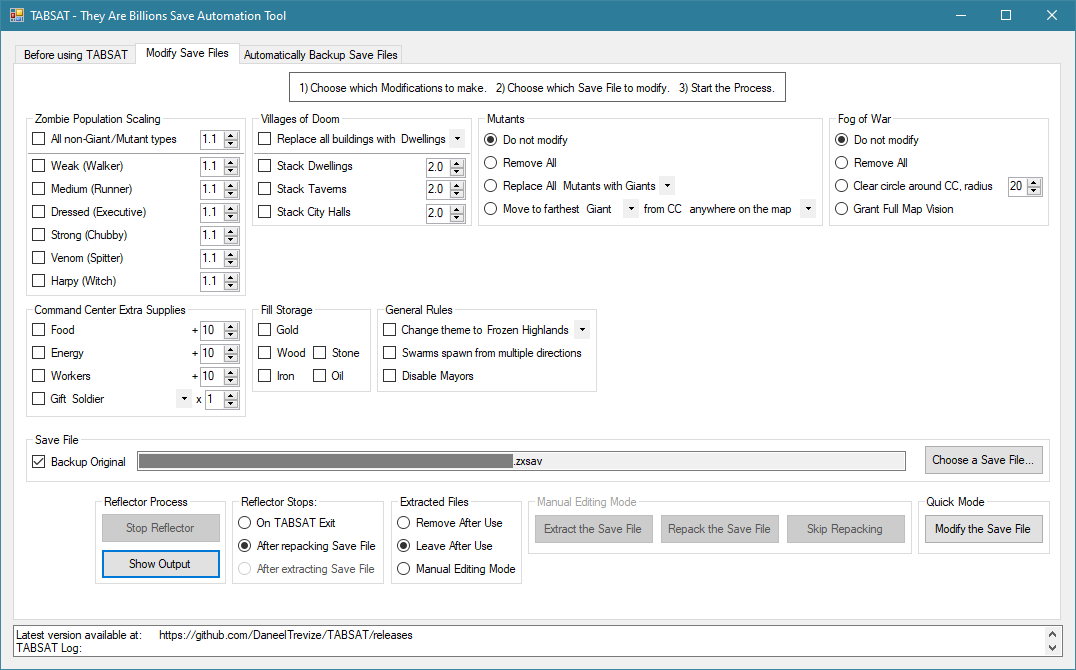 TABSAT - They Are Billions Save Automation Tool
Before using TABSAT Modify Save Files Automatically Backup Save Files
1) Choose which Modifications to make. 2) Choose which Save File to modify. 3) Start the Process.
Zombie Population Scaling
All non-Giant/Mutant types 1.1
Weak (Walker) 1.1
Medium (Runner) 1.1
Dressed (Executive) 1.1
Strong (Chubby) 1.1
Venom (Spitter) 1.1
Harpy (Witch) 1.1
Villages of Doom
Replace all buildings with Dwellings
Stack Dwellings 2.0
Stack Taverns 2.0
Stack City Halls 2.0
Mutants
Do not modify
Remove All
Replace All Mutants with Giants
Move to farthest Giant from CC anywhere on the map
Fog of War
Do not modify
Remove All
Clear circle around CC, radius 20
Grant Full Map Vision
Command Center Extra Supplies
Food + 10
Energy + 10
Workers + 10
Gift Soldier x 1
Fill Storage
Gold
Wood Stone
Iron Oil
General Rules
Change theme to Frozen Highlands
Swarms spawn from multiple directions
Disable Mayors
Save File
Backup Original .zxsav Choose a Save File...
Reflector Process
Stop Reflector
Show Output
Reflector Stops:
On TABSAT Exit
After repacking Save File
After extracting Save File
Extracted Files
Remove After Use
Leave After Use
Manual Editing Mode
Manual Editing Mode
Extract the Save File Repack the Save File Skip Repacking
Quick Mode
Modify the Save File
Latest version available at: https://github.com/DaneelTrevize/TABSAT/releases
TABSAT Log: